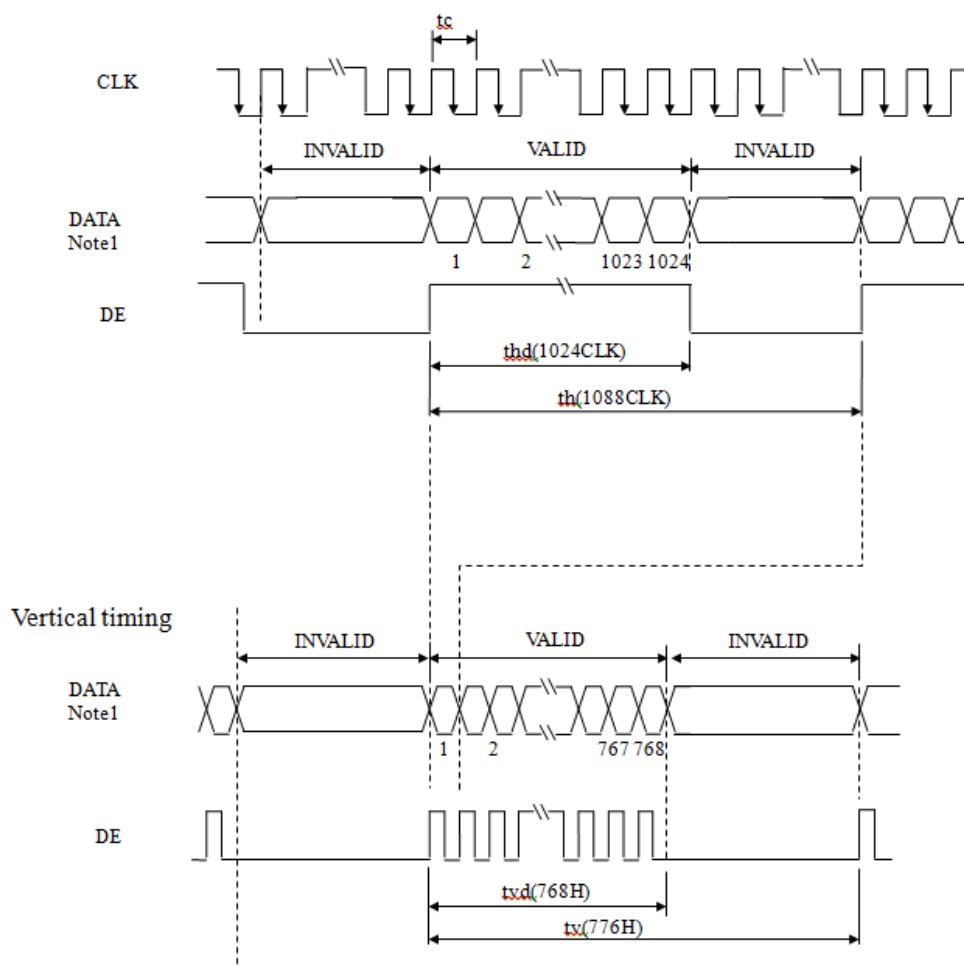 tc
CLK
INVALID VALID INVALID
DATA
Note1
1 2 1023 1024
DE
thd(1024CLK)
th(1088CLK)
Vertical timing
INVALID VALID INVALID
DATA
Note1
1 2 767 768
DE
tvd(768H)
tv(776H)